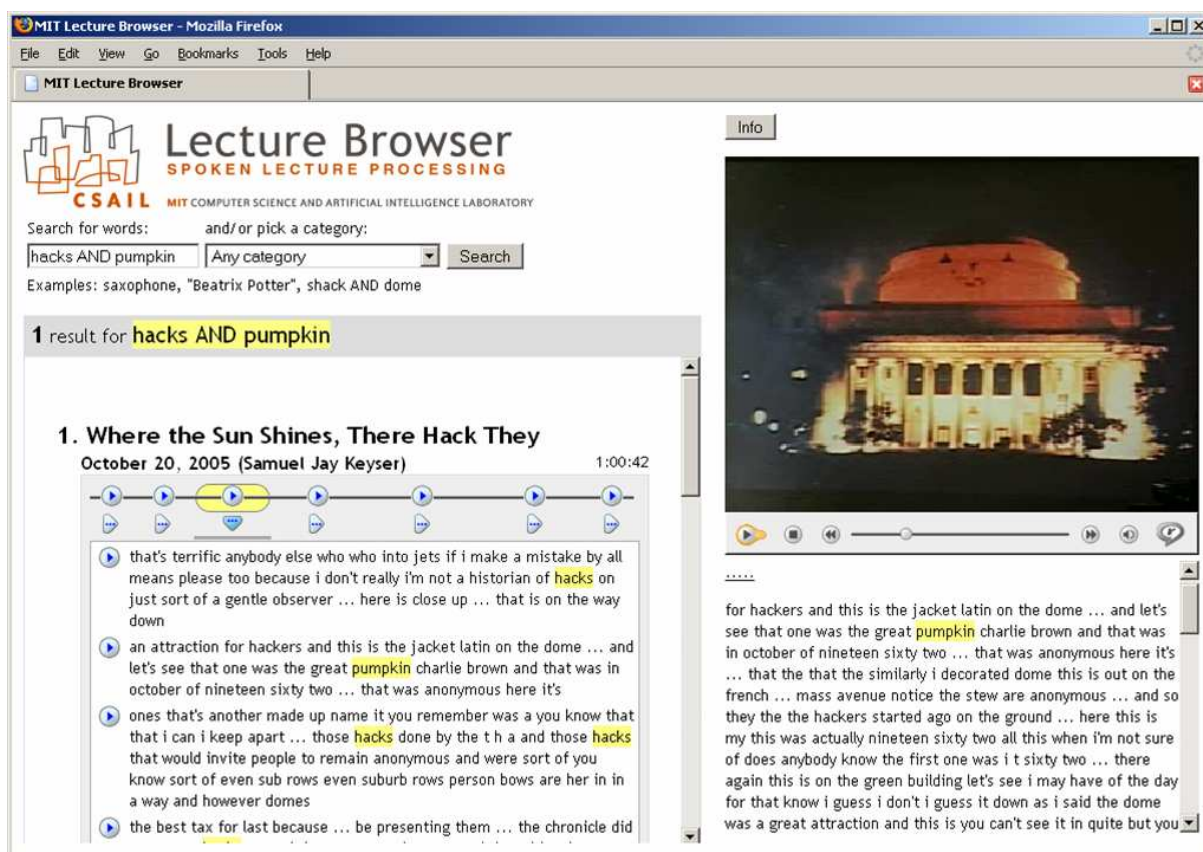 MIT Lecture Browser - Mozilla Firefox
File Edit View Go Bookmarks Tools Help
MIT Lecture Browser
CSAIL
Lecture Browser
SPOKEN LECTURE PROCESSING
MIT COMPUTER SCIENCE AND ARTIFICIAL INTELLIGENCE LABORATORY
Search for words: and/or pick a category:
hacks AND pumpkin Any category Search
Examples: saxophone, "Beatrix Potter", shack AND dome
1 result for hacks AND pumpkin
1. Where the Sun Shines, There Hack They
October 20, 2005 (Samuel Jay Keyser) 1:00:42
that's terrific anybody else who who into jets if i make a mistake by all
means please too because i don't really i'm not a historian of hacks on
just sort of a gentle observer ... here is close up ... that is on the way
down
an attraction for hackers and this is the jacket latin on the dome ... and
let's see that one was the great pumpkin charlie brown and that was in
october of nineteen sixty two ... that was anonymous here it's
ones that's another made up name it you remember was a you know that
that i can i keep apart ... those hacks done by the t h a and those hacks
that would invite people to remain anonymous and were sort of you
know sort of even sub rows even suburb rows person bows are her in in
a way and however domes
the best tax for last because ... be presenting them ... the chronicle did
Info
.....
for hackers and this is the jacket latin on the dome ... and let's
see that one was the great pumpkin charlie brown and that was
in october of nineteen sixty two ... that was anonymous here it's
... that the that the similarly i decorated dome this is out on the
french ... mass avenue notice the stew are anonymous ... and so
they the the hackers started ago on the ground ... here this is
my this was actually nineteen sixty two all this when i'm not sure
of does anybody know the first one was i t sixty two ... there
again this is on the green building let's see i may have of the day
for that know i guess i don't i guess it down as i said the dome
was a great attraction and this is you can't see it in quite but you